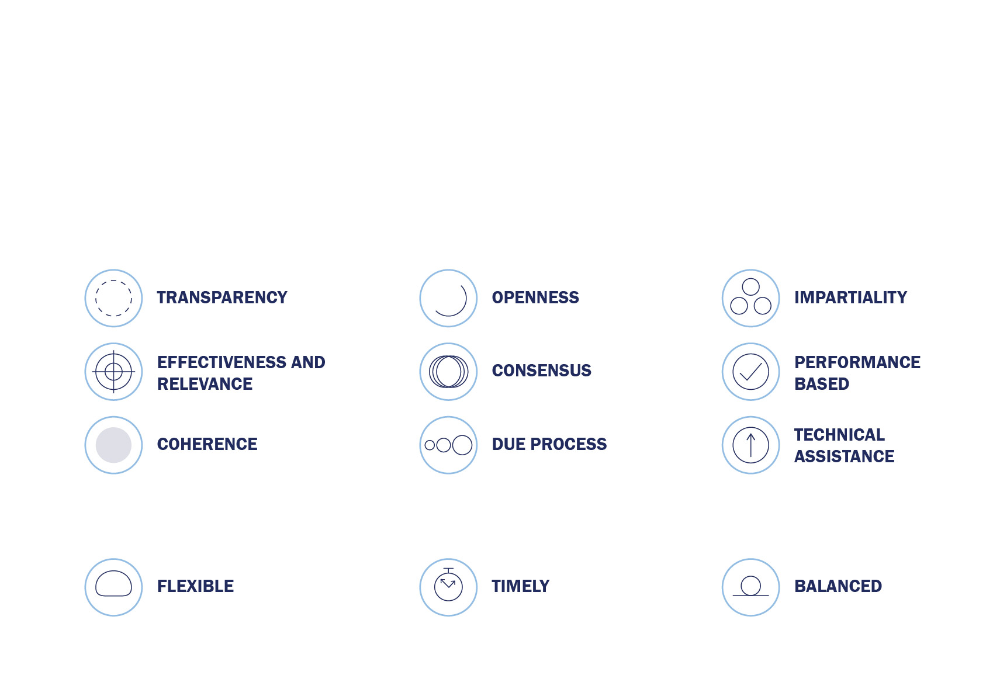 TRANSPARENCY
OPENNESS
IMPARTIALITY
EFFECTIVENESS AND
RELEVANCE
CONSENSUS
PERFORMANCE
BASED
COHERENCE
DUE PROCESS
TECHNICAL
ASSISTANCE
FLEXIBLE
TIMELY
BALANCED